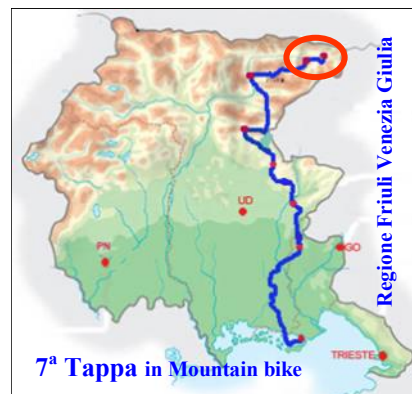 Regione Friuli Venezia Giulia
UD
PN
GO
TRIESTE
7ª Tappa in Mountain bike